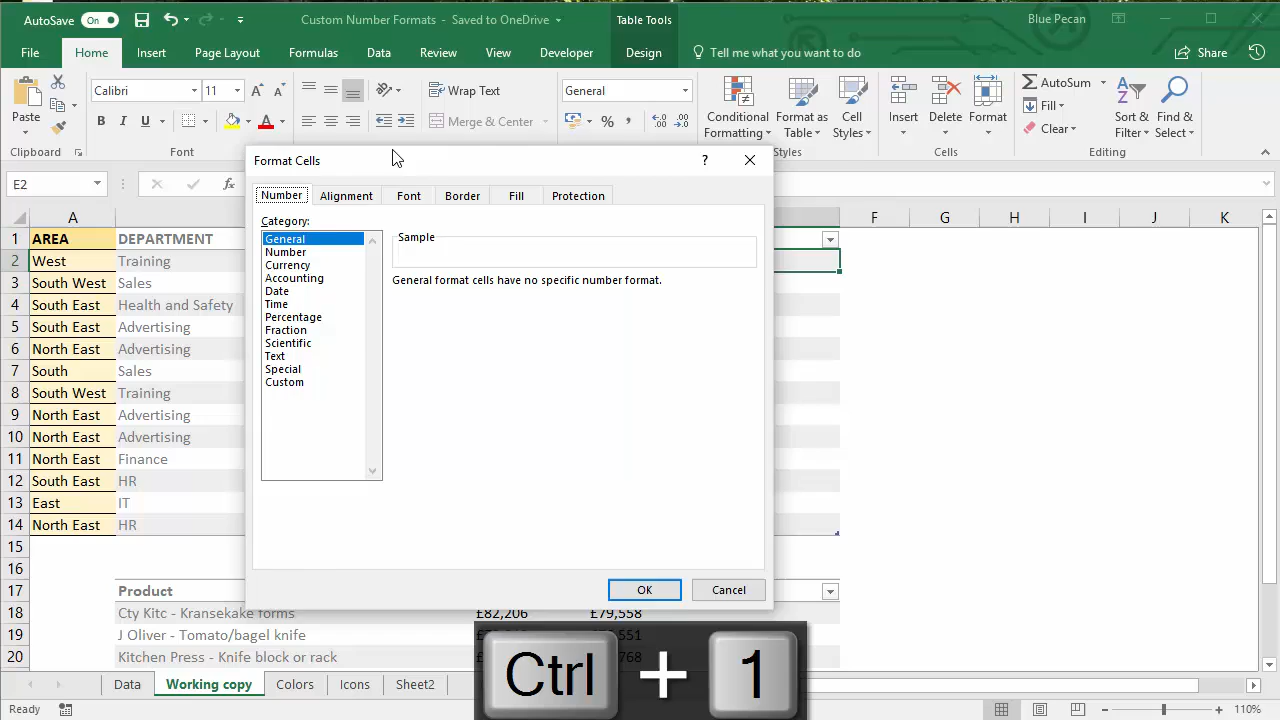 AutoSave On Custom Number Formats - Saved to OneDrive Table Tools Blue Pecan
File Home Insert Page Layout Formulas Data Review View Developer Design Tell me what you want to do Share
Paste
Calibri 11 A A
B I U A
Wrap Text
Merge & Center
General
% ,
Conditional Formatting
Format as Table
Cell Styles
Insert Delete Format
AutoSum
Fill
Clear
Sort & Filter
Find & Select
Clipboard Font Styles Cells Editing
E2 fx
Format Cells ?
Number Alignment Font Border Fill Protection
Category:
General
Number
Currency
Accounting
Date
Time
Percentage
Fraction
Scientific
Text
Special
Custom
Sample
General format cells have no specific number format.
OK Cancel
A F G H I J K
1 AREA DEPARTMENT
2 West Training
3 South West Sales
4 South East Health and Safety
5 South East Advertising
6 North East Advertising
7 South Sales
8 South West Training
9 North East Advertising
10 North East Advertising
11 North East Finance
12 South East HR
13 East IT
14 North East HR
15
16
17 Product
18 Cty Kitc - Kransekake forms £82,206 £79,558
19 J Oliver - Tomato/bagel knife
20 Kitchen Press - Knife block or rack
Ctrl + 1
Data Working copy Colors Icons Sheet2
Ready 110%